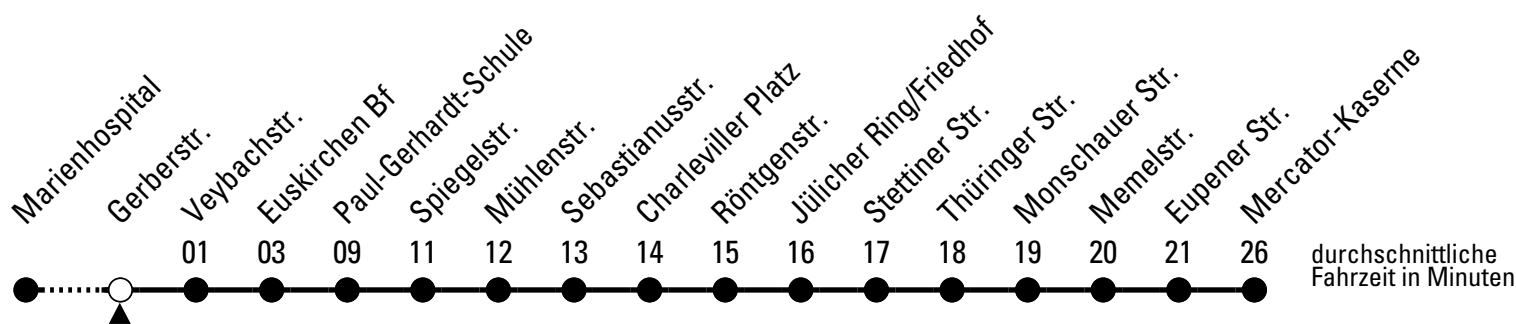 Marienhospital
Gerberstr.
Veybachstr.
Euskirchen Bf
Paul-Gerhardt-Schule
Spiegelstr.
Mühlenstr.
Sebastianusstr.
Charleviller Platz
Röntgenstr.
Jülicher Ring/Friedhof
Stettiner Str.
Thüringer Str.
Monschauer Str.
Memelstr.
Eupener Str.
Mercator-Kaserne
01 03 09 11 12 13 14 15 16 17 18 19 20 21 26
durchschnittliche
Fahrzeit in Minuten